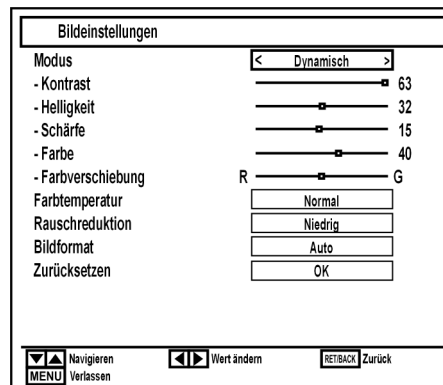 Bildeinstellungen
Modus < Dynamisch >
- Kontrast 63
- Helligkeit 32
- Schärfe 15
- Farbe 40
- Farbverschiebung R G
Farbtemperatur Normal
Rauschreduktion Niedrig
Bildformat Auto
Zurücksetzen OK
Navigieren Wert ändern RET/BACK Zurück
MENU Verlassen